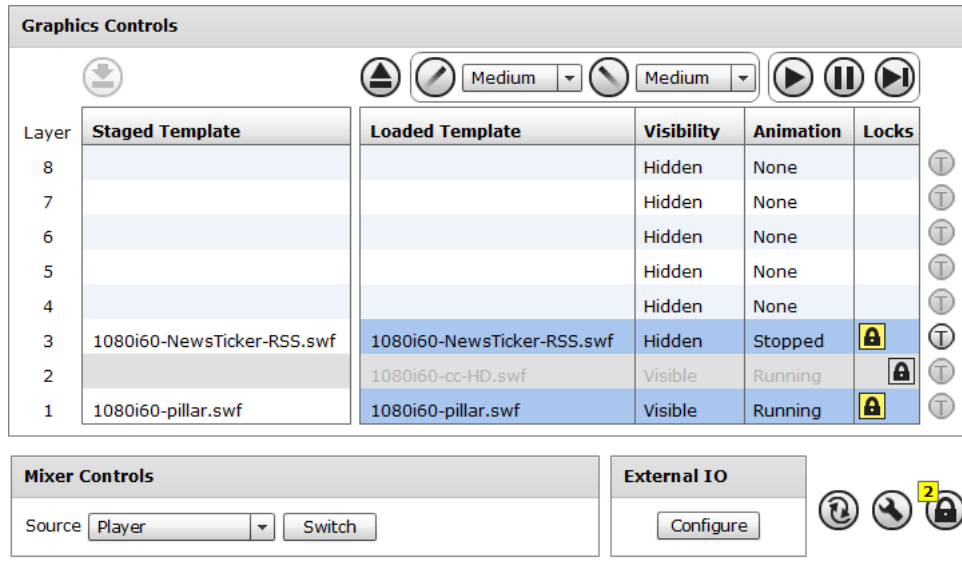 Graphics Controls
Medium Medium
Layer Staged Template Loaded Template Visibility Animation Locks
8 Hidden None T
7 Hidden None T
6 Hidden None T
5 Hidden None T
4 Hidden None T
3 1080i60-NewsTicker-RSS.swf 1080i60-NewsTicker-RSS.swf Hidden Stopped T
2 1080i60-cc-HD.swf Visible Running T
1 1080i60-pillar.swf 1080i60-pillar.swf Visible Running T
Mixer Controls External IO
2
Source Player Switch Configure